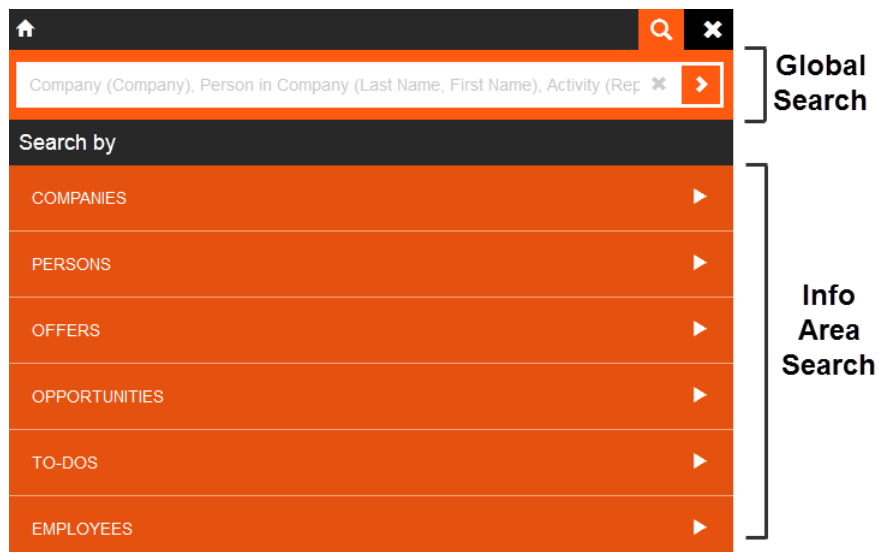 Company (Company), Person in Company (Last Name, First Name), Activity (Rep
Global
Search
Search by
COMPANIES
PERSONS
OFFERS
OPPORTUNITIES
TO-DOS
EMPLOYEES
Info
Area
Search